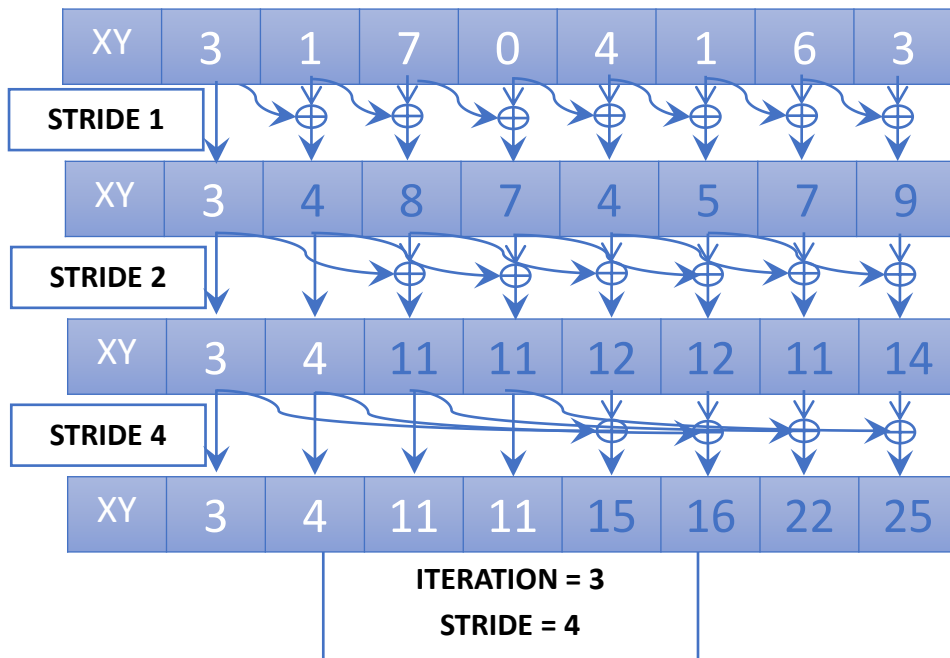 XY 3 1 7 0 4 1 6 3
STRIDE 1
XY 3 4 8 7 4 5 7 9
STRIDE 2
XY 3 4 11 11 12 12 11 14
STRIDE 4
XY 3 4 11 11 15 16 22 25
ITERATION = 3
STRIDE = 4